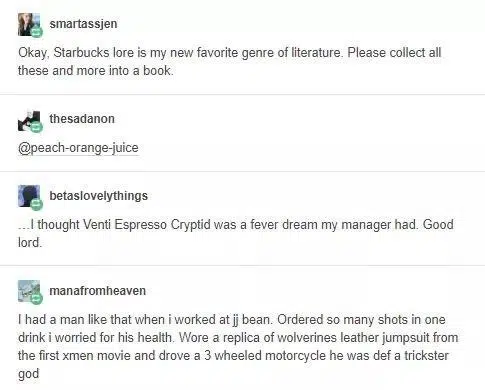 smartassjen
Okay, Starbucks lore is my new favorite genre of literature. Please collect all
these and more into a book.
thesadanon
@peach-orange-juice
betaslovelythings
...I thought Venti Espresso Cryptid was a fever dream my manager had. Good
lord.
manafromheaven
I had a man like that when i worked at jj bean. Ordered so many shots in one
drink i worried for his health. Wore a replica of wolverines leather jumpsuit from
the first xmen movie and drove a 3 wheeled motorcycle he was def a trickster
god